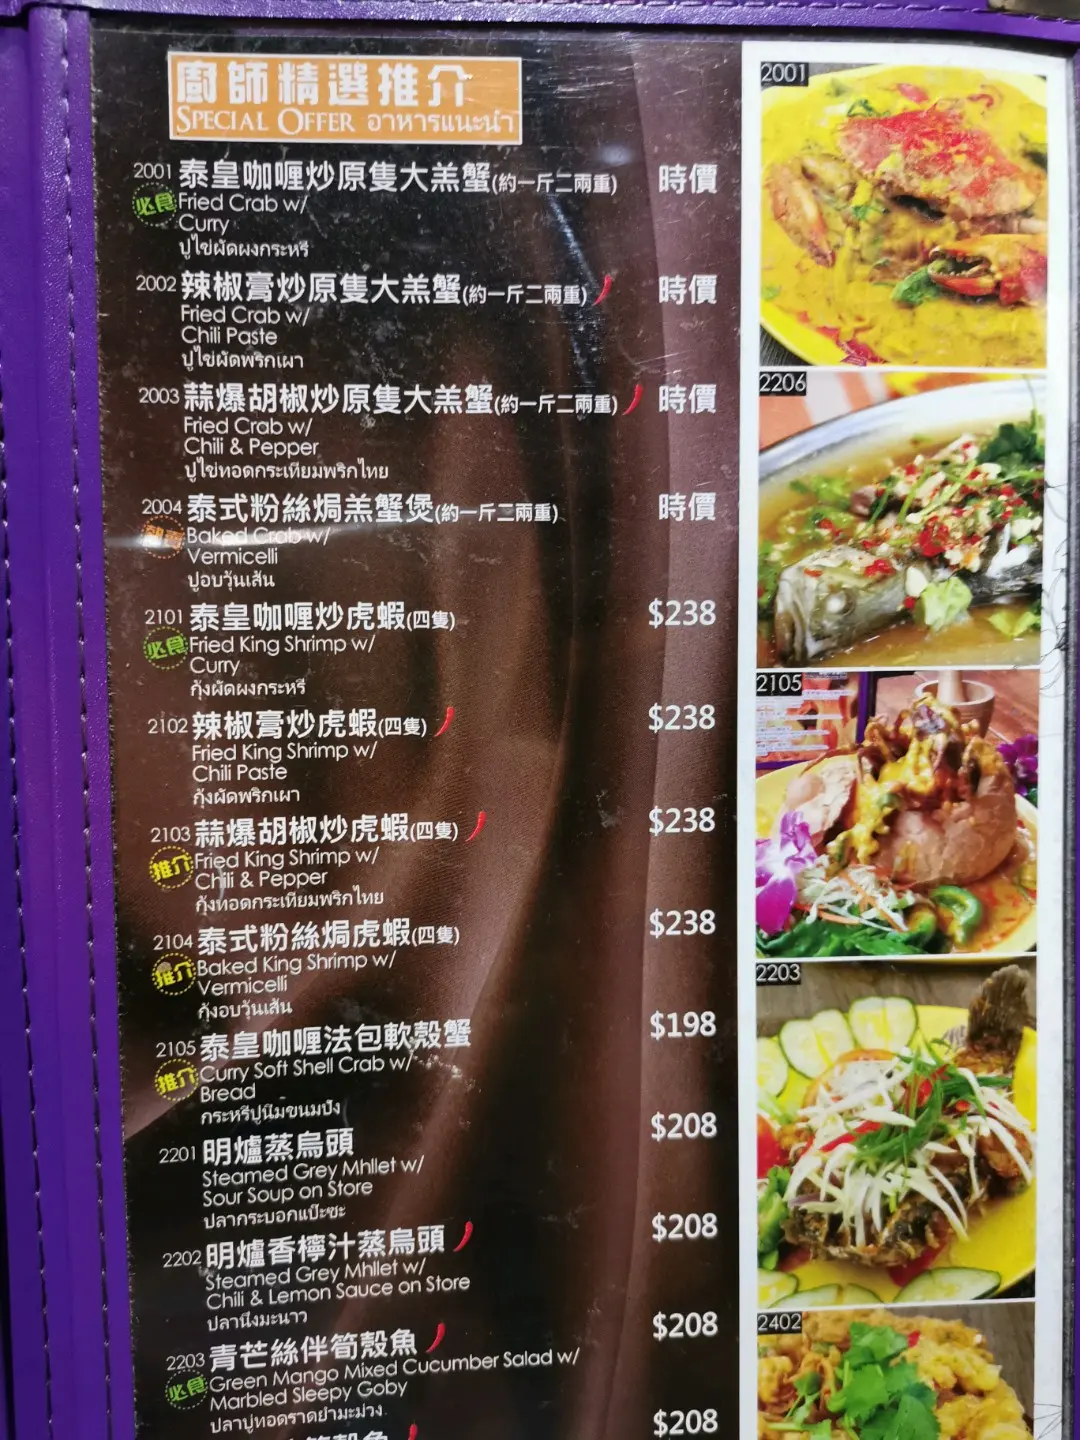 廚師精選推介
SPECIAL OFFER อาหารแนะนำ
2001 泰皇咖喱炒原隻大羔蟹(約一斤二兩重) 時價
必食 Fried Crab w/
Curry
ปูไข่ผัดผงกระหรี่
2002 辣椒膏炒原隻大羔蟹(約一斤二兩重) 時價
Fried Crab w/
Chili Paste
ปูไข่ผัดพริกเผา
2003 蒜爆胡椒炒原隻大羔蟹(約一斤二兩重) 時價
Fried Crab w/
Chili & Pepper
ปูไข่ทอดกระเทียมพริกไทย
2004 泰式粉絲焗羔蟹煲(約一斤二兩重) 時價
Baked Crab w/
Vermicelli
ปูอบวุ้นเส้น
2101 泰皇咖喱炒虎蝦(四隻) $238
必食 Fried King Shrimp w/
Curry
กุ้งผัดผงกระหรี่
2102 辣椒膏炒虎蝦(四隻) $238
Fried King Shrimp w/
Chili Paste
กุ้งผัดพริกเผา
2103 蒜爆胡椒炒虎蝦(四隻) $238
推介 Fried King Shrimp w/
Chili & Pepper
กุ้งทอดกระเทียมพริกไทย
2104 泰式粉絲焗虎蝦(四隻) $238
推介 Baked King Shrimp w/
Vermicelli
กุ้งอบวุ้นเส้น
2105 泰皇咖喱法包軟殼蟹 $198
推介 Curry Soft Shell Crab w/
Bread
กระหรี่ปูนิ่มขนมปัง
2201 明爐蒸烏頭 $208
Steamed Grey Mhllet w/
Sour Soup on Store
ปลากระบอกแป๊ะซะ
2202 明爐香檸汁蒸烏頭 $208
Steamed Grey Mhllet w/
Chili & Lemon Sauce on Store
ปลานึ่งมะนาว
2203 青芒絲伴筍殼魚 $208
必食 Green Mango Mixed Cucumber Salad w/
Marbled Sleepy Goby
ปลาบู่ทอดราดยำมะม่วง
筍殼魚 $208
2001
2206
2105
2203
2402